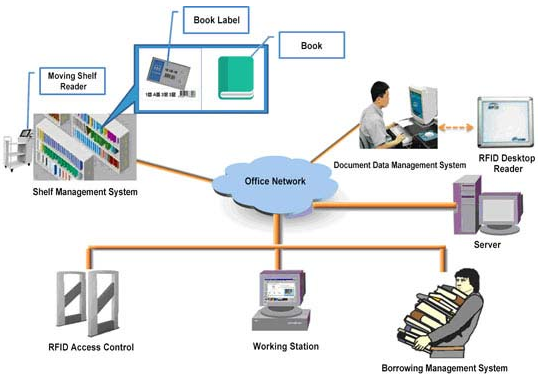 Book Label
Book
Moving Shelf
Reader
Shelf Management System
Document Data Management System
RFID Desktop
Reader
Office Network
Server
RFID Access Control
Working Station
Borrowing Management System